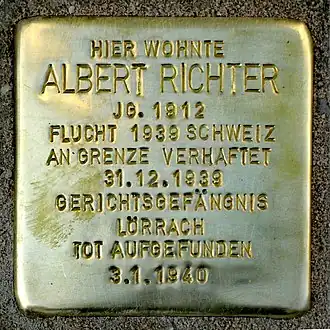 HIER WOHNTE
ALBERT RICHTER
JG. 1912
FLUCHT 1939 SCHWEIZ
AN GRENZE VERHAFTET
31.12.1939
GERICHTSGEFÄNGNIS
LÖRRACH
TOT AUFGEFUNDEN
3.1.1940